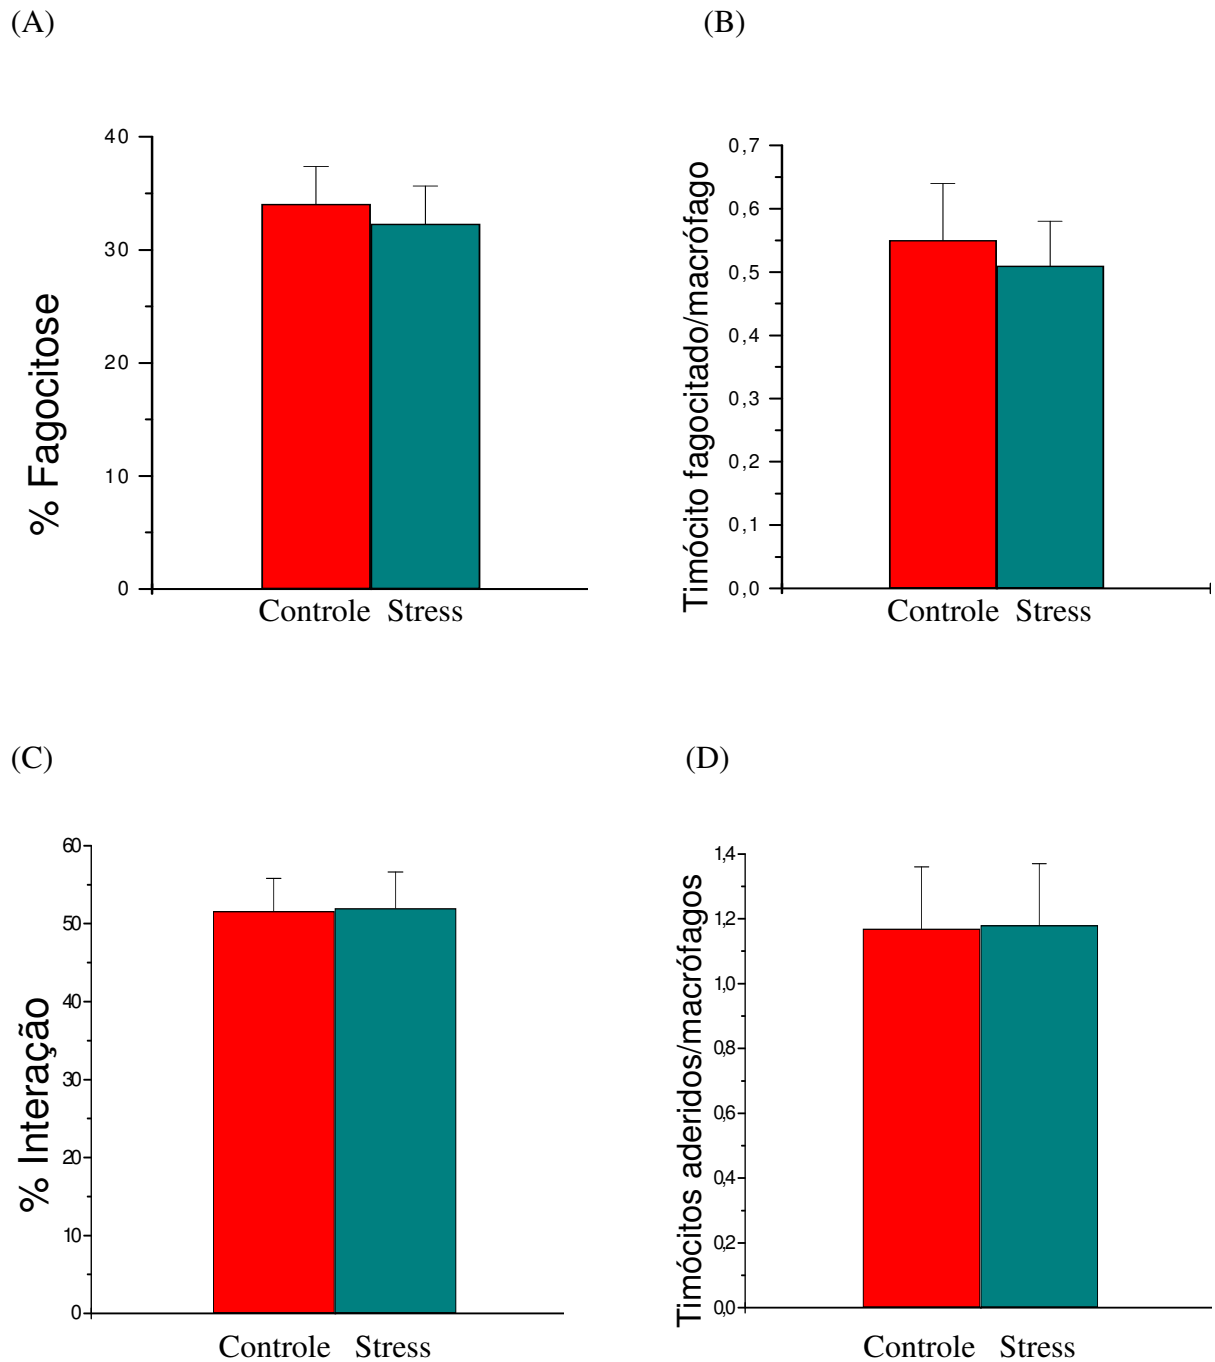 (A)
(B)
% Fagocitose
40
30
20
10
0
Controle Stress
Timócito fagocitado/macrófago
0,7
0,6
0,5
0,4
0,3
0,2
0,1
0,0
Controle Stress
(C)
(D)
% Interação
60
50
40
30
20
10
0
Controle Stress
Timócitos aderidos/macrófagos
1,4
1,2
1,0
0,8
0,6
0,4
0,2
0,0
Controle Stress